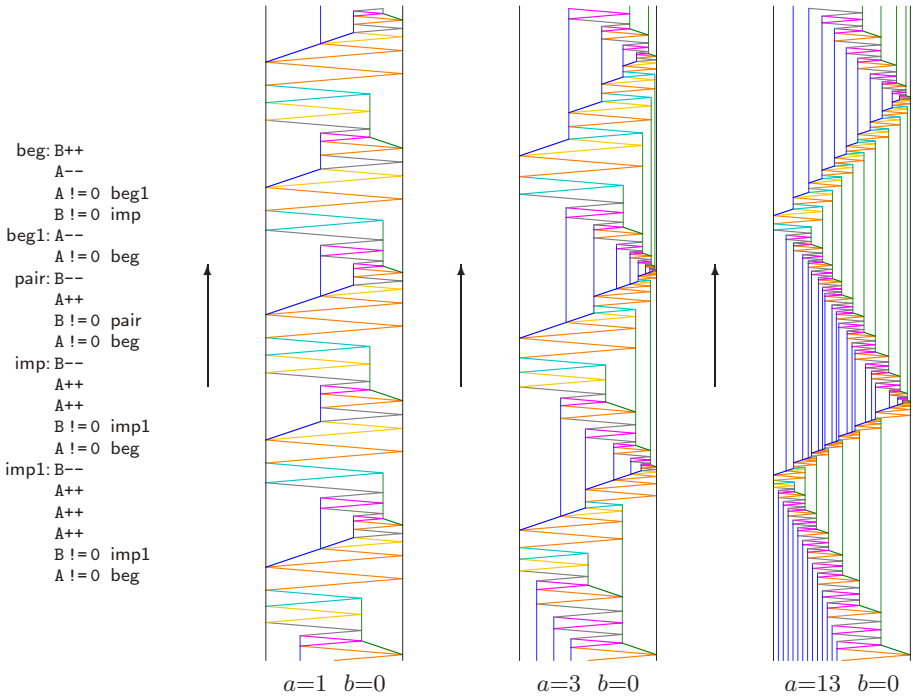 beg: B++
A--
A!=0 beg1
B!=0 imp
beg1: A--
A!=0 beg
pair: B--
A++
B!=0 pair
A!=0 beg
imp: B--
A++
A++
B!=0 imp1
A!=0 beg
imp1: B--
A++
A++
A++
B!=0 imp1
A!=0 beg
a=1 b=0
a=3 b=0
a=13 b=0